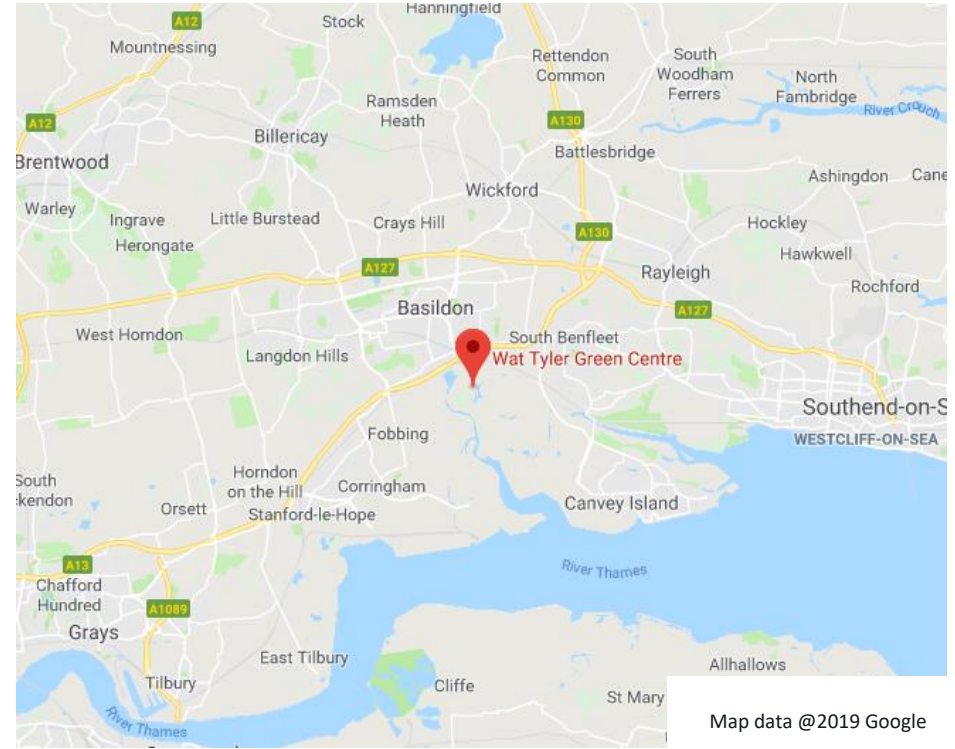 Hanningfield
Stock
A12
Mountnessing
Rettendon
Common
South
Woodham
Ferrers
North
Fambridge
River Crouch
Ramsden
Heath
A12
A130
Billericay
Battlesbridge
Brentwood
Ashingdon
Cane
Wickford
Warley
Ingrave
Little Burstead
Crays Hill
Hockley
Herongate
A130
Hawkwell
A127
Rayleigh
Rochford
Basildon
A127
West Horndon
South Benfleet
Langdon Hills
Wat Tyler Green Centre
Southend-on-S
Fobbing
WESTCLIFF-ON-SEA
South
kendon
Horndon
on the Hill
Corringham
Orsett
Stanford-le-Hope
Canvey Island
A13
River Thames
Chafford
Hundred
A1089
Grays
East Tilbury
Allhallows
Tilbury
Cliffe
St Mary
River Thames
Map data @2019 Google